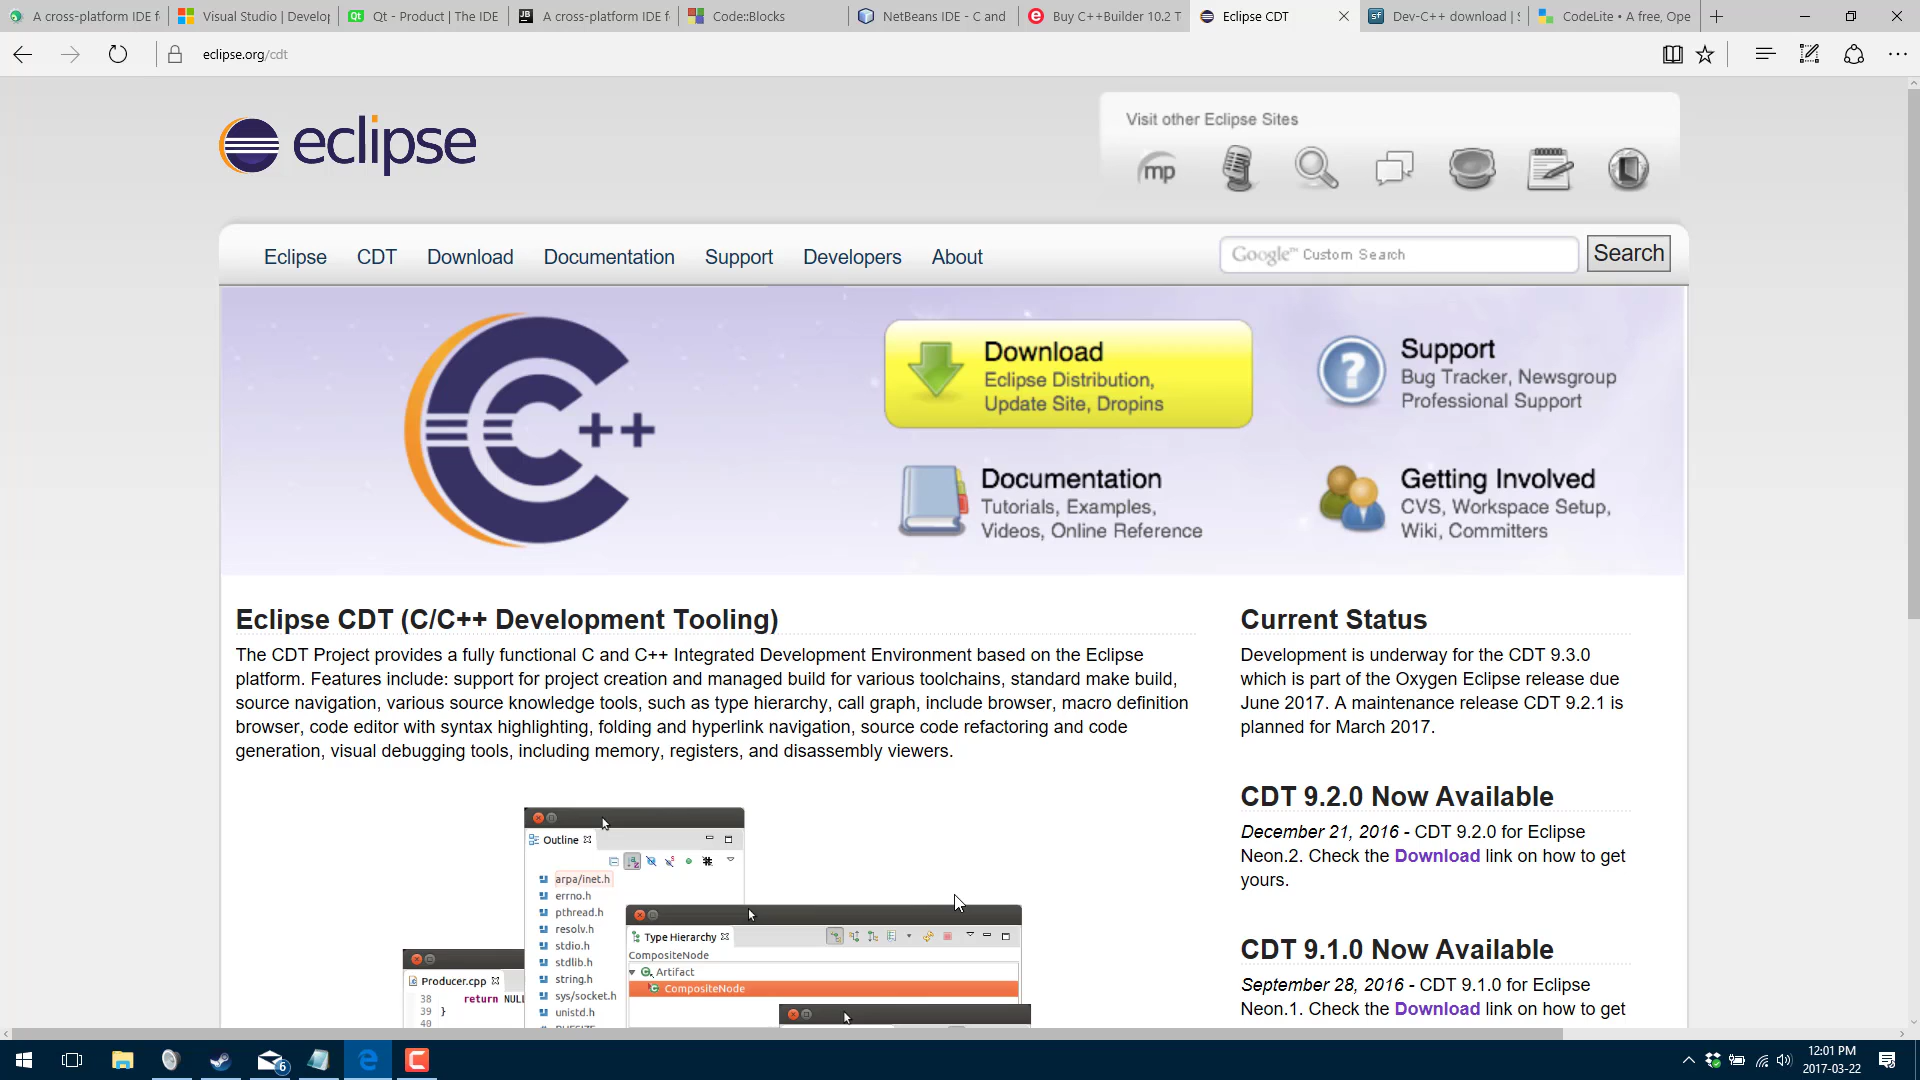 A cross-platform IDE f
Visual Studio | Develo
Qt - Product | The IDE
A cross-platform IDE f
Code::Blocks
NetBeans IDE - C and
Buy C++Builder 10.2 T
Eclipse CDT
Dev-C++ download | S
CodeLite • A free, Ope
eclipse.org/cdt
eclipse
Visit other Eclipse Sites
mp
Eclipse
CDT
Download
Documentation
Support
Developers
About
Google™ Custom Search
Search
C++
Download
Eclipse Distribution,
Update Site, Dropins
Support
Bug Tracker, Newsgroup
Professional Support
Documentation
Tutorials, Examples,
Videos, Online Reference
Getting Involved
CVS, Workspace Setup,
Wiki, Committers
Eclipse CDT (C/C++ Development Tooling)
The CDT Project provides a fully functional C and C++ Integrated Development Environment based on the Eclipse
platform. Features include: support for project creation and managed build for various toolchains, standard make build,
source navigation, various source knowledge tools, such as type hierarchy, call graph, include browser, macro definition
browser, code editor with syntax highlighting, folding and hyperlink navigation, source code refactoring and code
generation, visual debugging tools, including memory, registers, and disassembly viewers.
Current Status
Development is underway for the CDT 9.3.0
which is part of the Oxygen Eclipse release due
June 2017. A maintenance release CDT 9.2.1 is
planned for March 2017.
CDT 9.2.0 Now Available
December 21, 2016 - CDT 9.2.0 for Eclipse
Neon.2. Check the Download link on how to get
yours.
CDT 9.1.0 Now Available
September 28, 2016 - CDT 9.1.0 for Eclipse
Neon.1. Check the Download link on how to get
Outline
arpa/inet.h
errno.h
pthread.h
resolv.h
stdio.h
stdlib.h
string.h
sys/socket.h
unistd.h
Type Hierarchy
CompositeNode
Artifact
CompositeNode
Producer.cpp
38 return NULL
39 }
40
6
12:01 PM
2017-03-22